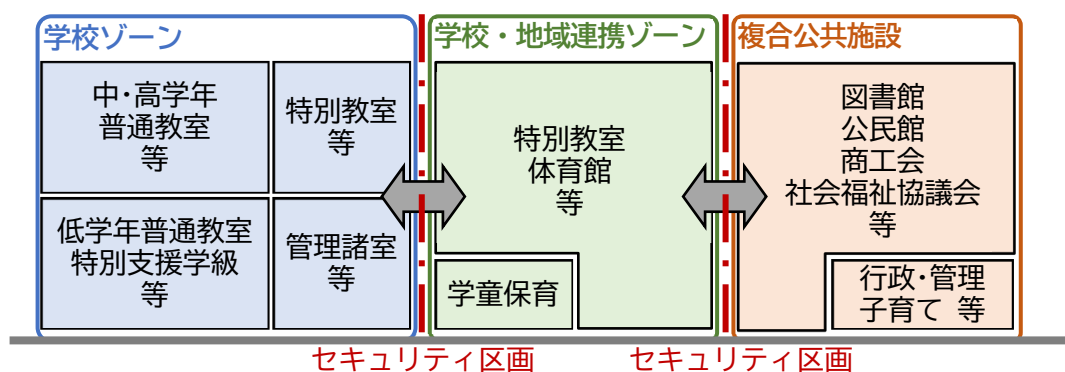 学校ゾーン
中・高学年
普通教室
等
特別教室
等
低学年普通教室
特別支援学級
等
管理諸室
等
学校・地域連携ゾーン
特別教室
体育館
等
学童保育
複合公共施設
図書館
公民館
商工会
社会福祉協議会
等
行政・管理
子育て 等
セキュリティ区画
セキュリティ区画